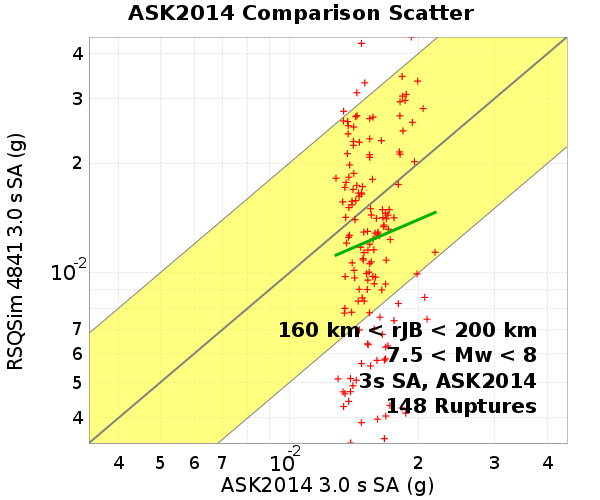 ASK2014 Comparison Scatter
RSQSim 4841 3.0 s SA (g)
4
3
2
10-2
7
6
5
4
160 km < rJB < 200 km
7.5 < Mw < 8
3s SA, ASK2014
148 Ruptures
4 5 6 7 10-2 2 3 4
ASK2014 3.0 s SA (g)